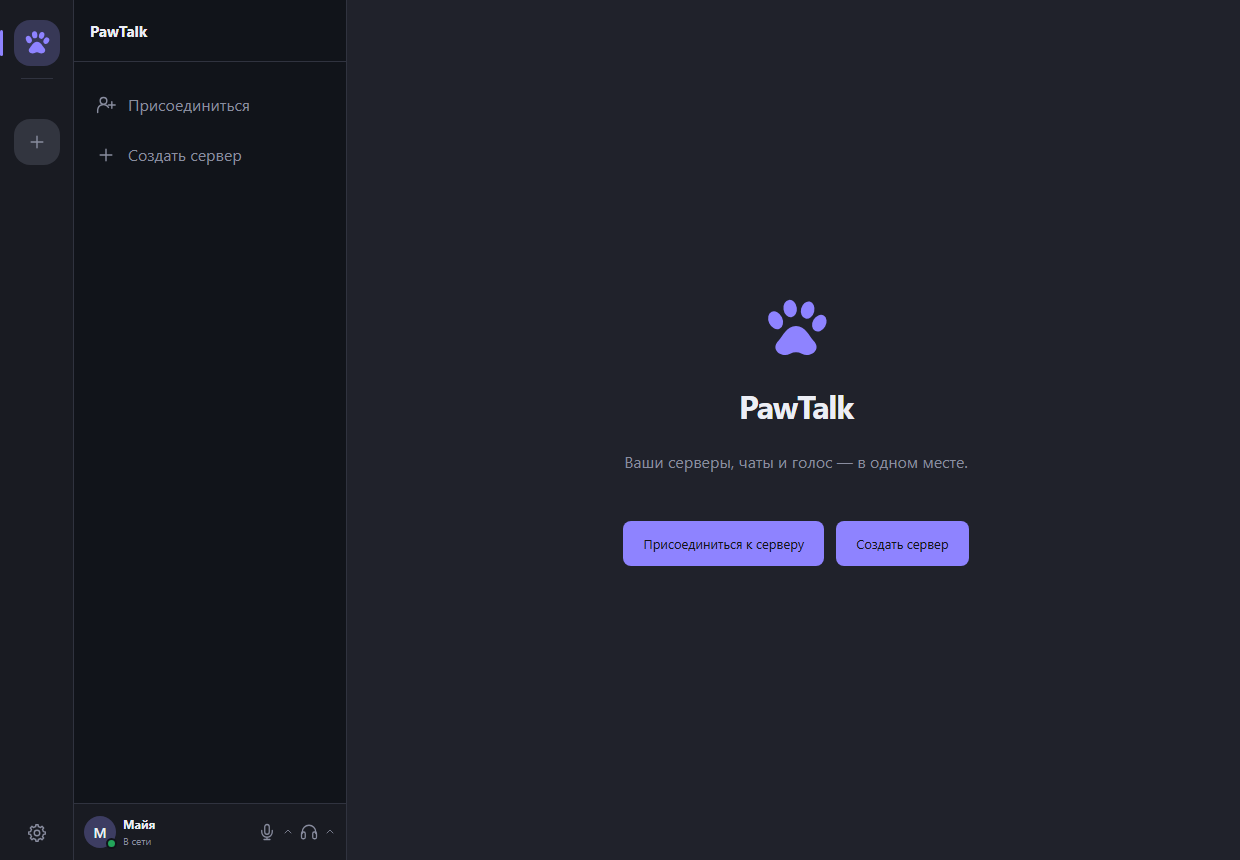 PawTalk
Присоединиться
Создать сервер
PawTalk
Ваши серверы, чаты и голос — в одном месте.
Присоединиться к серверу
Создать сервер
М
Майя
В сети